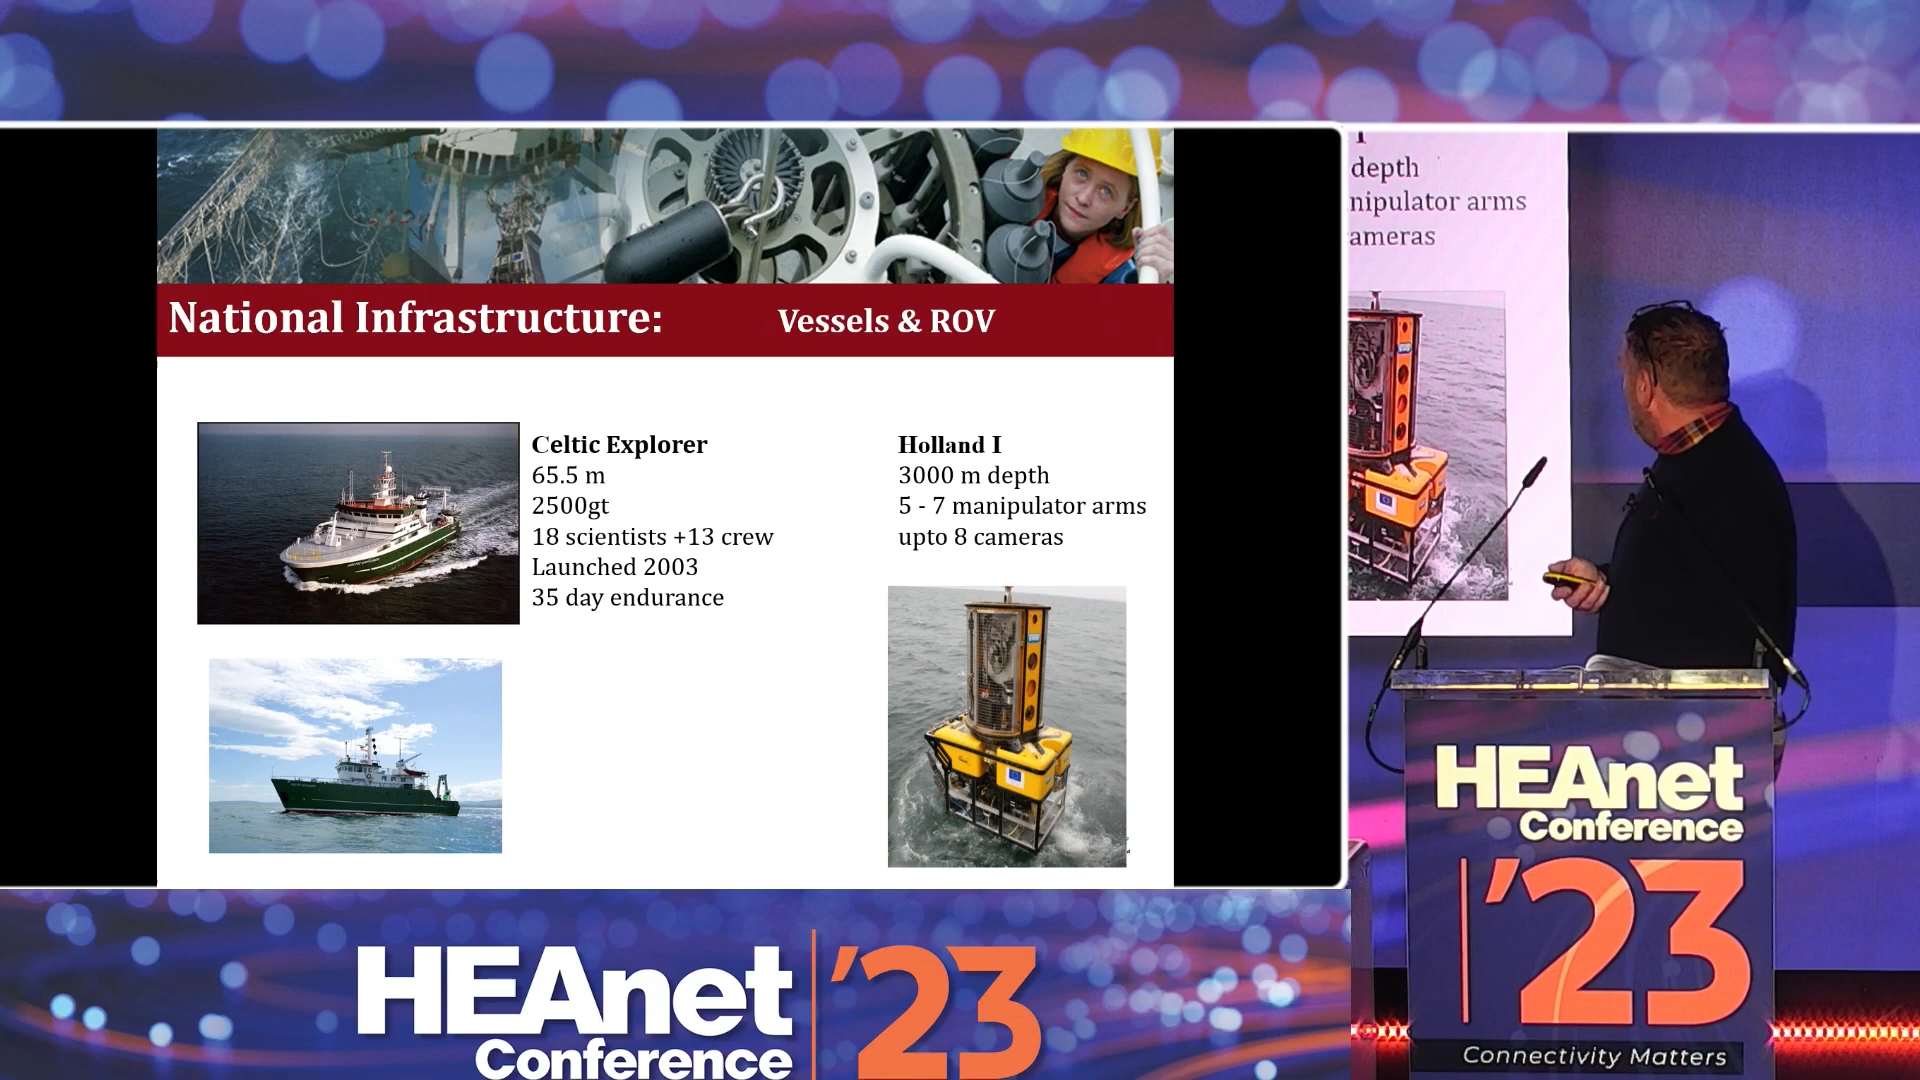 National Infrastructure: Vessels & ROV
Celtic Explorer
65.5 m
2500gt
18 scientists +13 crew
Launched 2003
35 day endurance
Holland I
3000 m depth
5 - 7 manipulator arms
upto 8 cameras
depth
nipulator arms
ameras
HEAnet
Conference
'23
Connectivity Matters
HEAnet
Conference
'23